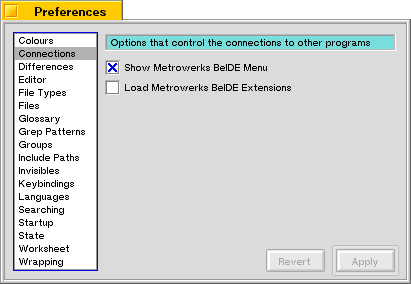 Preferences
Colours
Connections
Differences
Editor
File Types
Files
Glossary
Grep Patterns
Groups
Include Paths
Invisibles
Keybindings
Languages
Searching
Startup
State
Worksheet
Wrapping
Options that control the connections to other programs
Show Metrowerks BeIDE Menu
Load Metrowerks BeIDE Extensions
Revert
Apply